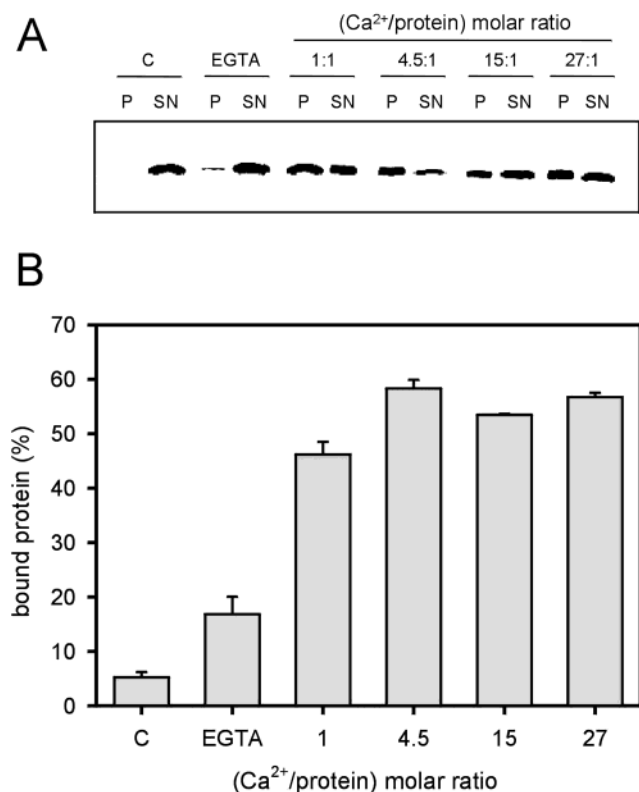 A
(Ca²⁺/protein) molar ratio
C EGTA 1:1 4.5:1 15:1 27:1
P SN P SN P SN P SN P SN P SN
B
70
60
50
40
30
20
10
0
bound protein (%)
C EGTA 1 4.5 15 27
(Ca²⁺/protein) molar ratio